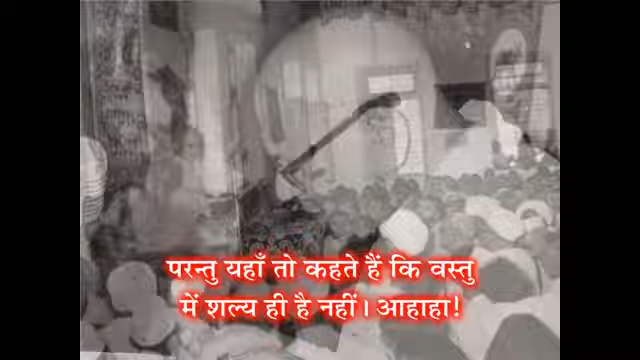 परन्तु यहाँ तो कहते हैं कि वस्तु
में शल्य ही है नहीं। आहाहा!